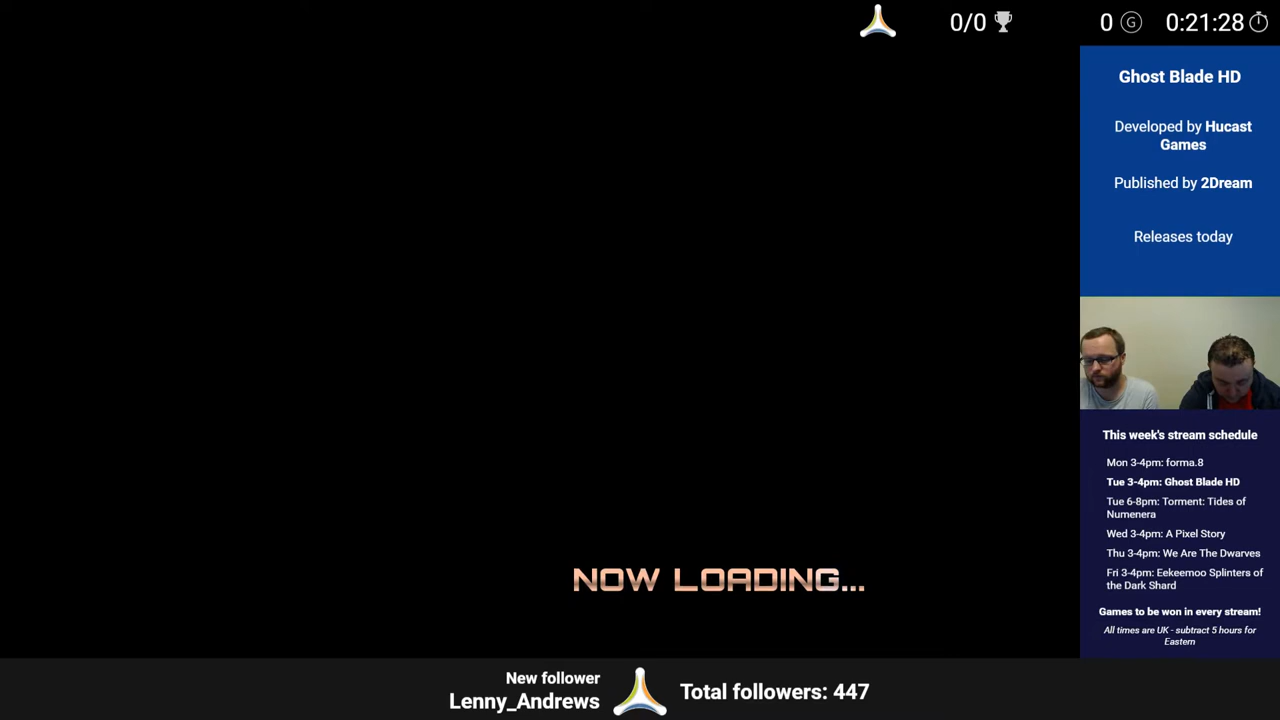 0/0
0 G 0:21:28
Ghost Blade HD
Developed by Hucast
Games
Published by 2Dream
Releases today
This week's stream schedule
Mon 3-4pm: forma.8
Tue 3-4pm: Ghost Blade HD
Tue 6-8pm: Torment: Tides of
Numenera
Wed 3-4pm: A Pixel Story
Thu 3-4pm: We Are The Dwarves
Fri 3-4pm: Eekeemoo Splinters of
the Dark Shard
Games to be won in every stream!
All times are UK - subtract 5 hours for
Eastern
NOW LOADING...
New follower
Lenny_Andrews
Total followers: 447